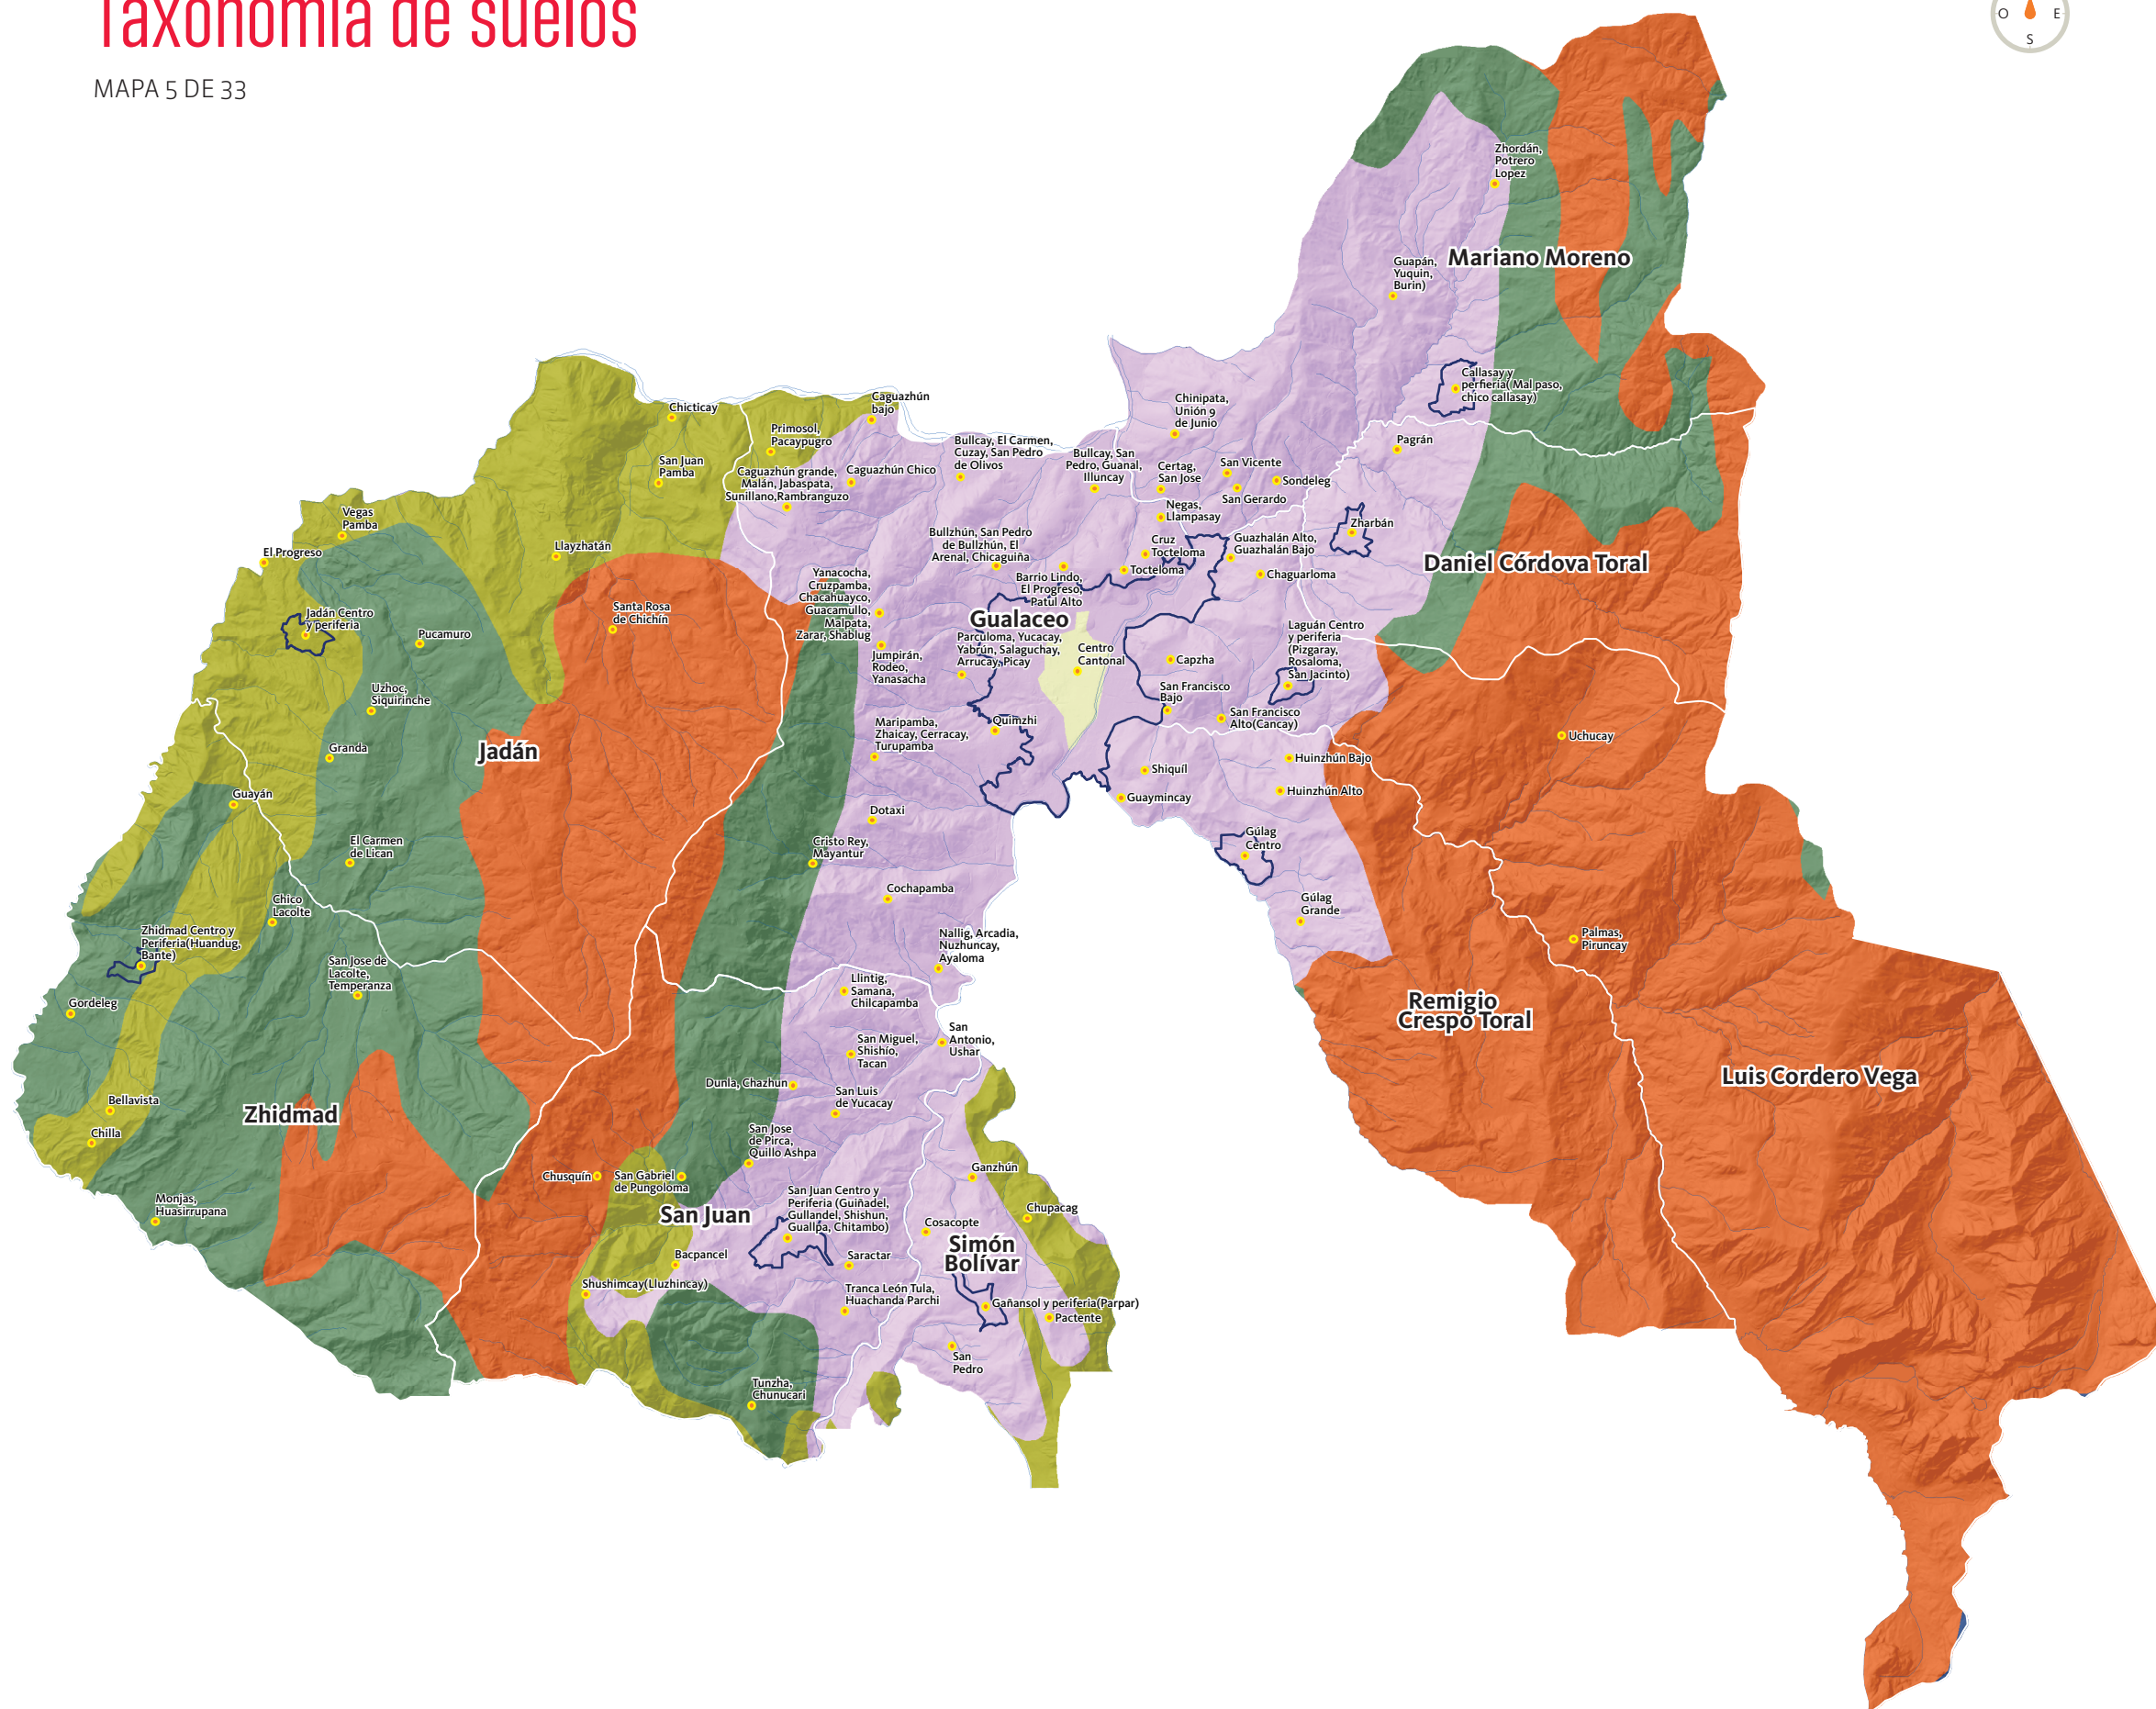 Taxonomía de suelos
MAPA 5 DE 33
O
E
S
Zhordán,
Potrero
Lopez
Mariano Moreno
Guapán,
Yuquin,
Burin)
Callasay y
perfieria( Mal paso,
chico callasay)
Chicticay
Caguazhún
bajo
Primosol,
Pacaypugro
San Juan
Pamba
Caguazhún grande,
Malán, Jabaspata,
Sunillano,Rambranguzo
Caguazhún Chico
Bullcay, El Carmen,
Cuzay, San Pedro
de Olivos
Bullcay, San
Pedro, Guanal,
Illuncay
Chinipata,
Unión 9
de Junio
Certag,
San Jose
San Vicente
San Gerardo
Sondeleg
Pagrán
Negas,
Llampasay
Zharbán
Vegas
Pamba
El Progreso
Llayzhatán
Bullzhún, San Pedro
de Bullzhún, El
Arenal, Chicaguiña
Cruz
Tocteloma
Tocteloma
Guazhalán Alto,
Guazhalán Bajo
Chaguarloma
Daniel Córdova Toral
Barrio Lindo,
El Progreso,
Patul Alto
Yanacocha,
Cruzpamba,
Chacahuayco,
Guacamullo,
Malpata,
Zarar, Shablug
Jadán Centro
y periferia
Pucamuro
Santa Rosa
de Chichín
Gualaceo
Parculoma, Yucacay,
Yabrún, Salaguchay,
Arrucay, Picay
Jumpirán,
Rodeo,
Yanasacha
Centro
Cantonal
Capzha
Laguán Centro
y periferia
(Pizgaray,
Rosaloma,
San Jacinto)
San Francisco
Bajo
San Francisco
Alto(Cancay)
Uzhoc,
Siquirinche
Granda
Jadán
Maripamba,
Zhaicay, Cerracay,
Turupamba
Quimzhi
Uchucay
Shiquíl
Guaymincay
Huinzhún Bajo
Huinzhún Alto
Guayán
Dotaxi
El Carmen
de Lican
Cristo Rey,
Mayantur
Gúlag
Centro
Cochapamba
Chico
Lacolte
Gúlag
Grande
Zhidmad Centro y
Periferia(Huandug,
Bante)
Nallig, Arcadia,
Nuzhuncay,
Ayaloma
Palmas,
Piruncay
San Jose de
Lacolte,
Temperanza
Llintig,
Samana,
Chilcapamba
Gordeleg
Remigio
Crespo Toral
San Miguel,
Shishío,
Tacan
San
Antonio,
Ushar
Luis Cordero Vega
Dunla, Chazhun
San Luis
de Yucacay
Bellavista
Zhidmad
Chilla
San Jose
de Pirca,
Quillo Ashpa
Ganzhún
Chusquín
San Gabriel
de Pungoloma
Monjas,
Huasirrupana
San Juan
San Juan Centro y
Periferia (Guiñadel,
Gullandel, Shishun,
Guallpa, Chitambo)
Chupacag
Cosacopte
Simón
Bolívar
Bacpancel
Saractar
Shushimcay(Lluzhincay)
Tranca León Tula,
Huachanda Parchi
Gañansol y periferia(Parpar)
Pactente
San
Pedro
Tunzha,
Chunucari